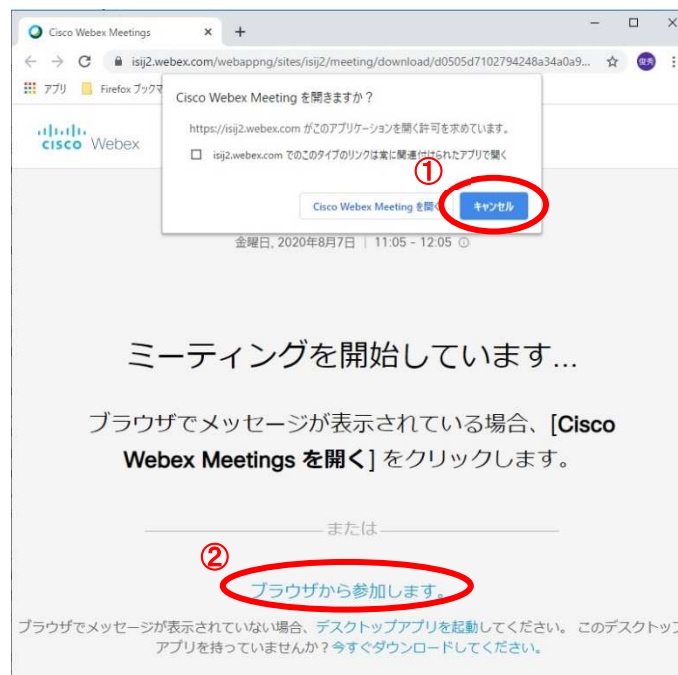 Cisco Webex Meetings
isij2.webex.com/webappng/sites/isij2/meeting/download/d0505d7102794248a34a0a9...
俊秀
アプリ
Firefox ブックマ
Cisco Webex Meeting を開きますか？
https://isij2.webex.com がこのアプリケーションを開く許可を求めています。
isij2.webex.com でのこのタイプのリンクは常に関連付けられたアプリで開く
①
Cisco Webex Meeting を開く
キャンセル
cisco Webex
金曜日, 2020年8月7日 | 11:05 - 12:05
ミーティングを開始しています...
ブラウザでメッセージが表示されている場合、[Cisco
Webex Meetings を開く] をクリックします。
または
②
ブラウザから参加します。
ブラウザでメッセージが表示されていない場合、デスクトップアプリを起動してください。 このデスクトップ
アプリを持っていませんか？今すぐダウンロードしてください。